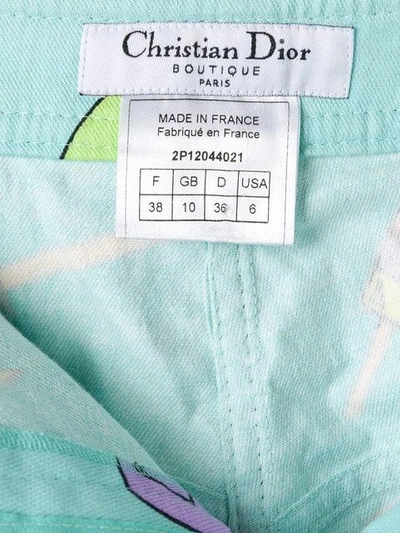 Christian Dior
BOUTIQUE
PARIS
MADE IN FRANCE
Fabriqué en France
2P12044021
F GB D USA
38 10 36 6